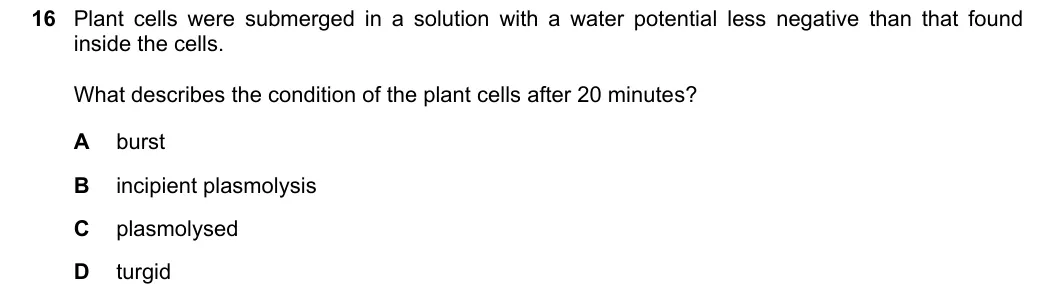 16 Plant cells were submerged in a solution with a water potential less negative than that found
inside the cells.
What describes the condition of the plant cells after 20 minutes?
A burst
B incipient plasmolysis
C plasmolysed
D turgid